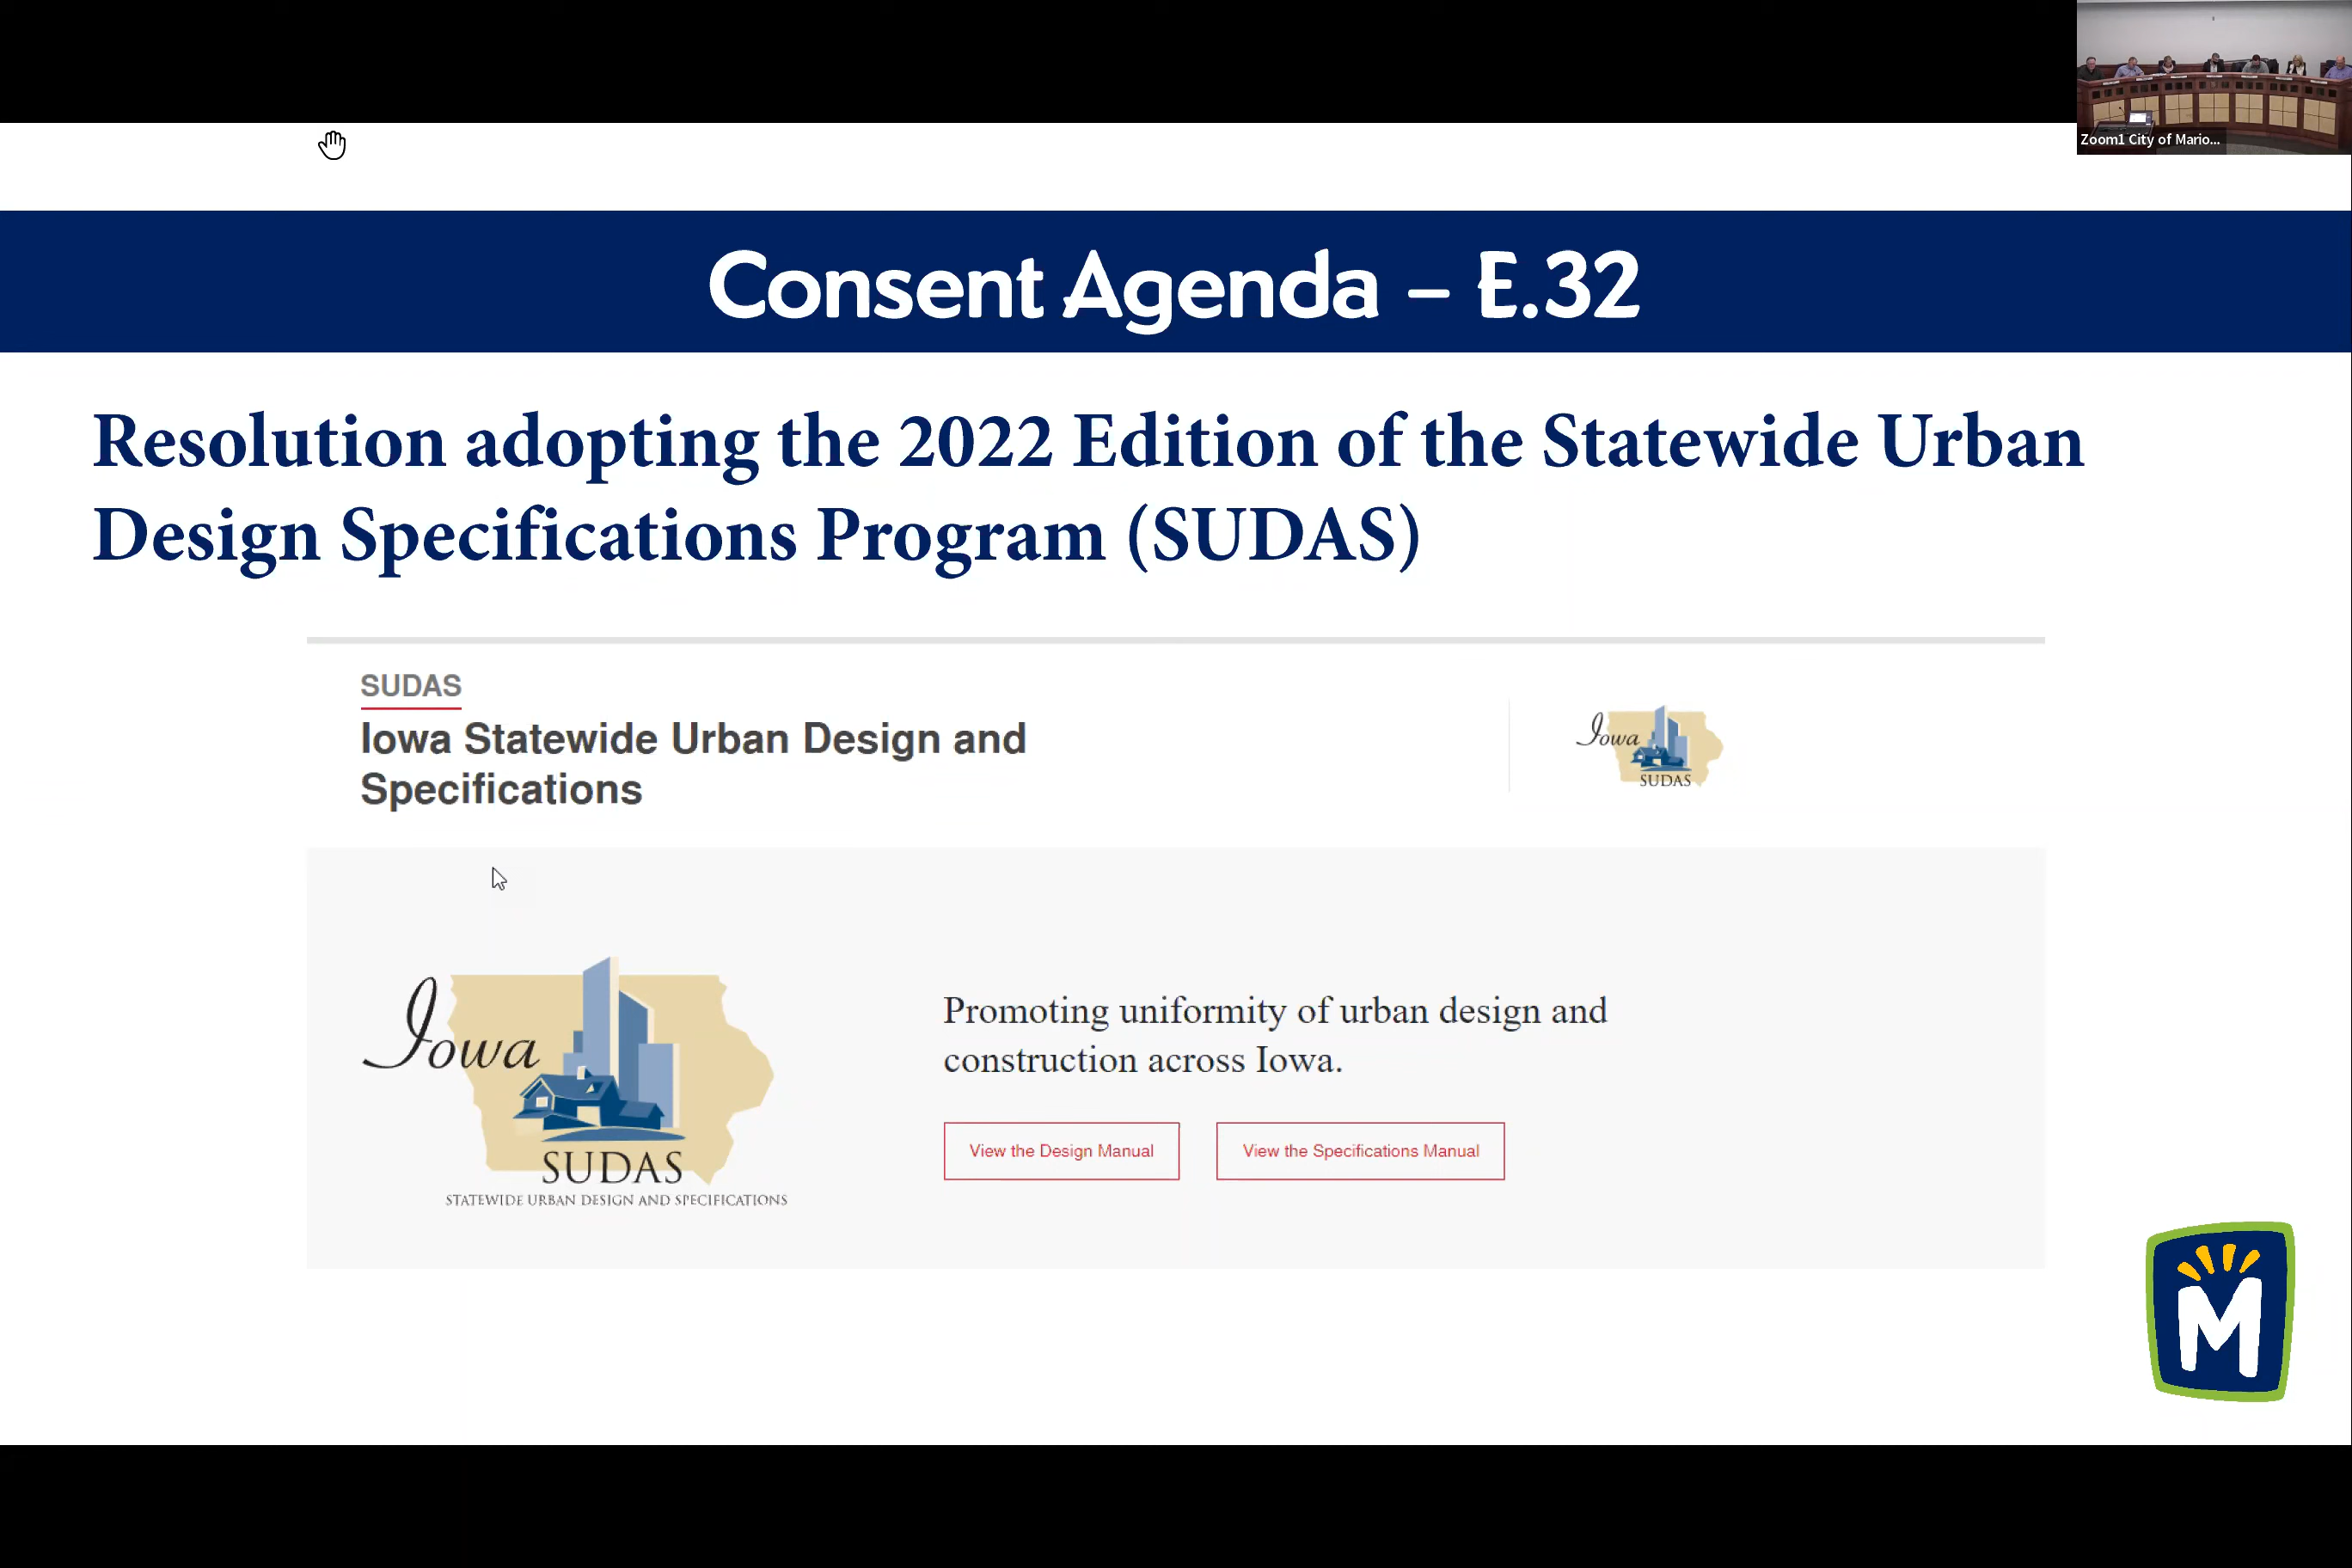 Zoom1 City of Mario...
Consent Agenda – E.32
Resolution adopting the 2022 Edition of the Statewide Urban
Design Specifications Program (SUDAS)
SUDAS
Iowa Statewide Urban Design and
Specifications
Iowa
SUDAS
Iowa
SUDAS
STATEWIDE URBAN DESIGN AND SPECIFICATIONS
Promoting uniformity of urban design and
construction across Iowa.
View the Design Manual
View the Specifications Manual
M